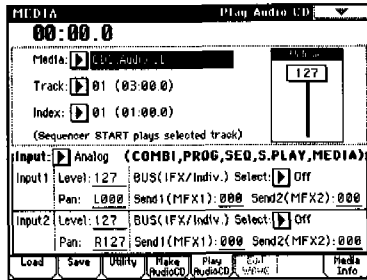 MEDIA Play Audio CD
00:00.0
Media:
Track: 01 (03:00.0)
Index: 01 (01:00.0)
127
(Sequencer START plays selected track)
Input: Analog (COMBI,PROG,SEQ,S.PLAY,MEDIA)
Input1 Level: 127 BUS(IFX/Indiv.) Select: Off
Pan: L000 Send1(MFX1): 000 Send2(MFX2): 000
Input2 Level: 127 BUS(IFX/Indiv.) Select: Off
Pan: R127 Send1(MFX1): 000 Send2(MFX2): 000
Load Save Utility Make AudioCD Play AudioCD Media Info